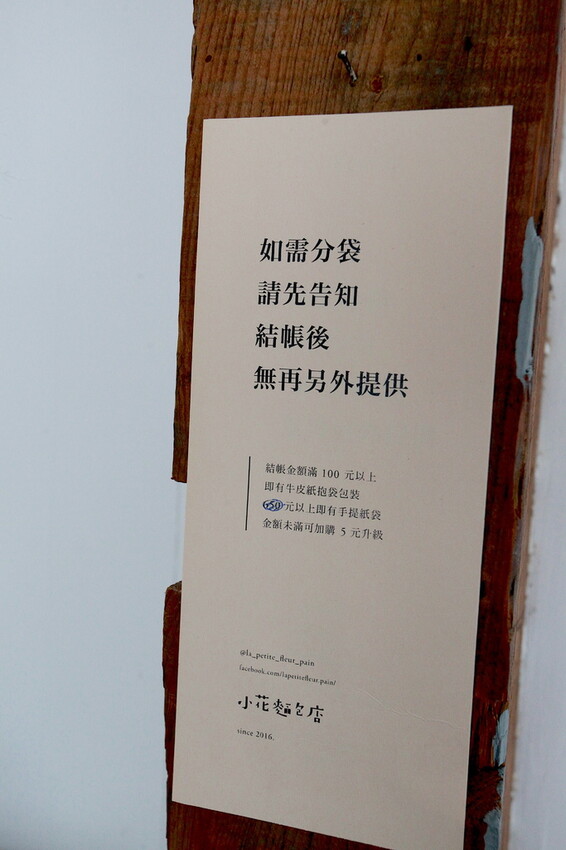 如需分袋
請先告知
結帳後
無再另外提供
結帳金額滿 100 元以上
即有牛皮紙抱袋包裝
650元以上即有手提紙袋
金額未滿可加購 5 元升級
@la_petite_fleur_pain
facebook.com/lapetitefleur.pain/
小花麵包店
since 2016.